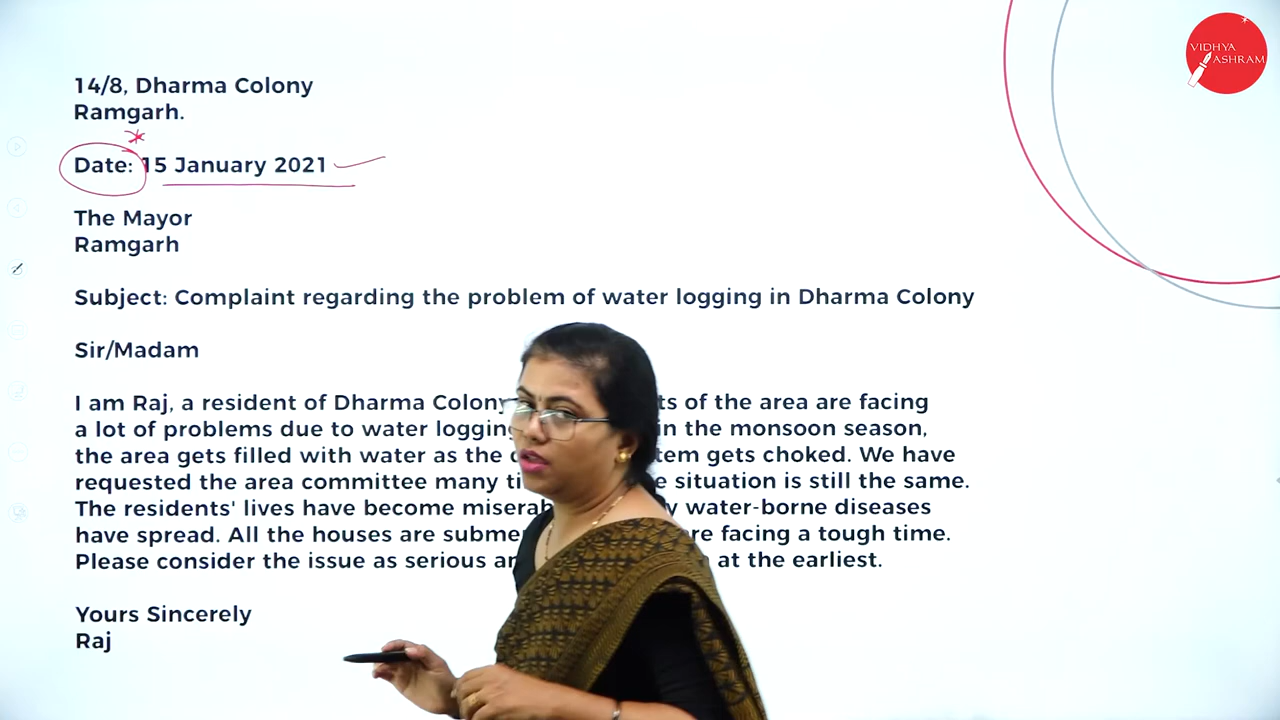 VIDHYA
ASHRAM
14/8, Dharma Colony
Ramgarh.
Date: 15 January 2021
The Mayor
Ramgarh
Subject: Complaint regarding the problem of water logging in Dharma Colony
Sir/Madam
I am Raj, a resident of Dharma Colony of the area are facing
a lot of problems due to water logging in the monsoon season,
the area gets filled with water as the gets choked. We have
requested the area committee many situation is still the same.
The residents' lives have become water-borne diseases
have spread. All the houses are facing a tough time.
Please consider the issue as serious at the earliest.
Yours Sincerely
Raj